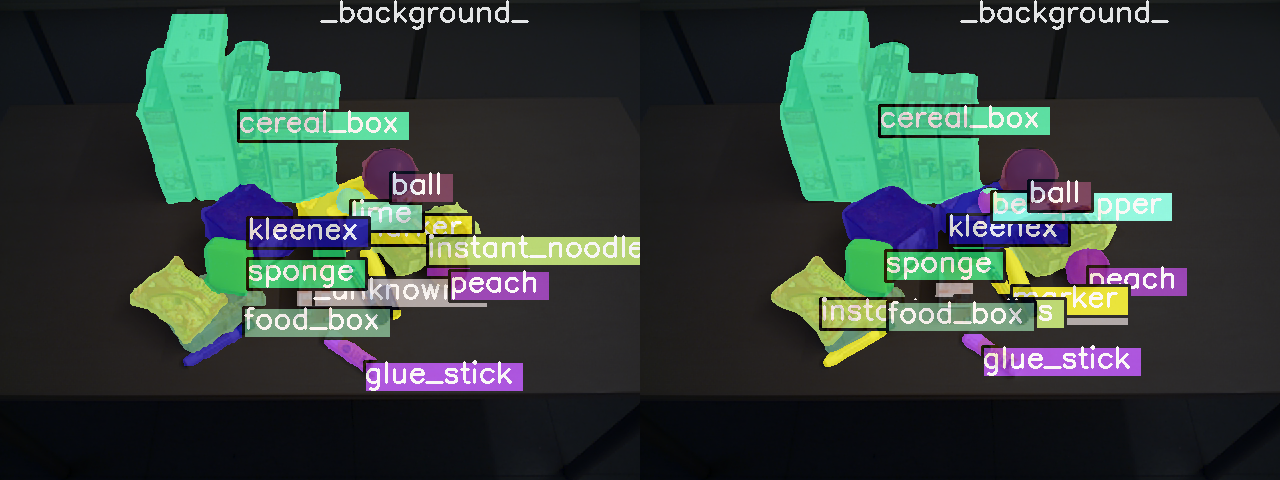 _background_
cereal_box
ball
lime
kleenex
instant_noodle
sponge
peach
_unknown
food_box
glue_stick
_background_
cereal_box
ball
kleenex
sponge
peach
marker
food_box
glue_stick